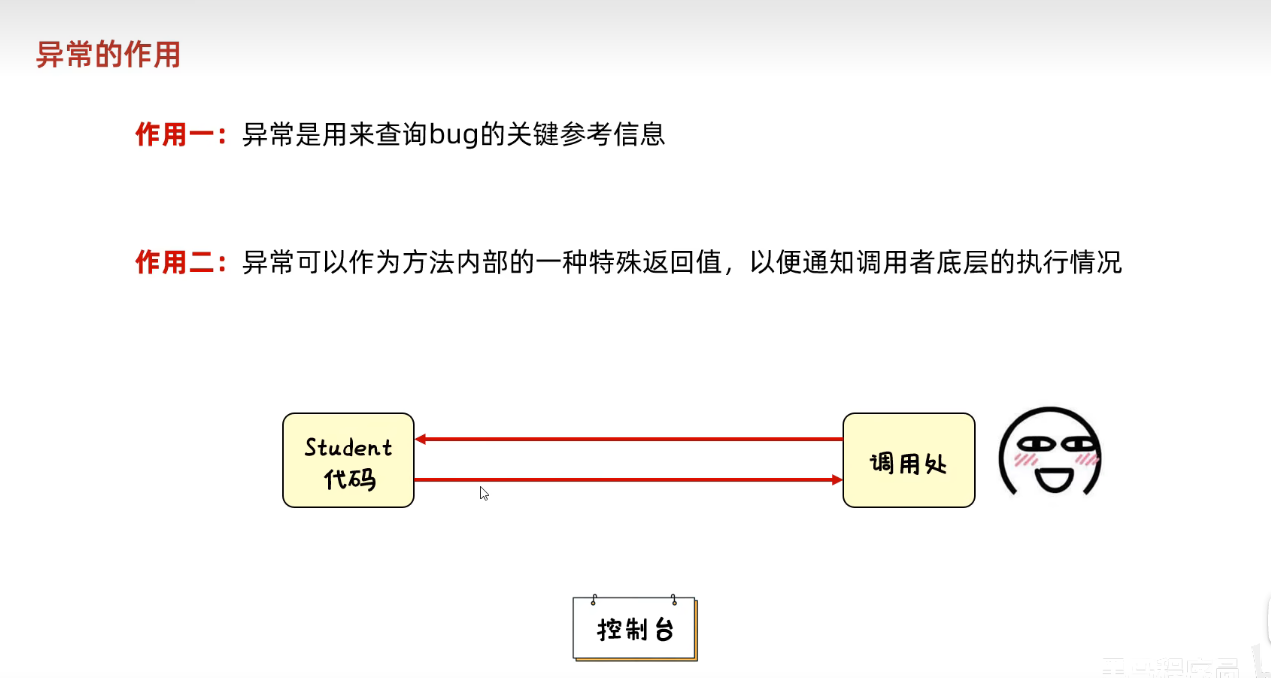 异常的作用
作用一：异常是用来查询bug的关键参考信息
作用二：异常可以作为方法内部的一种特殊返回值，以便通知调用者底层的执行情况
Student
代码
调用处
控制台